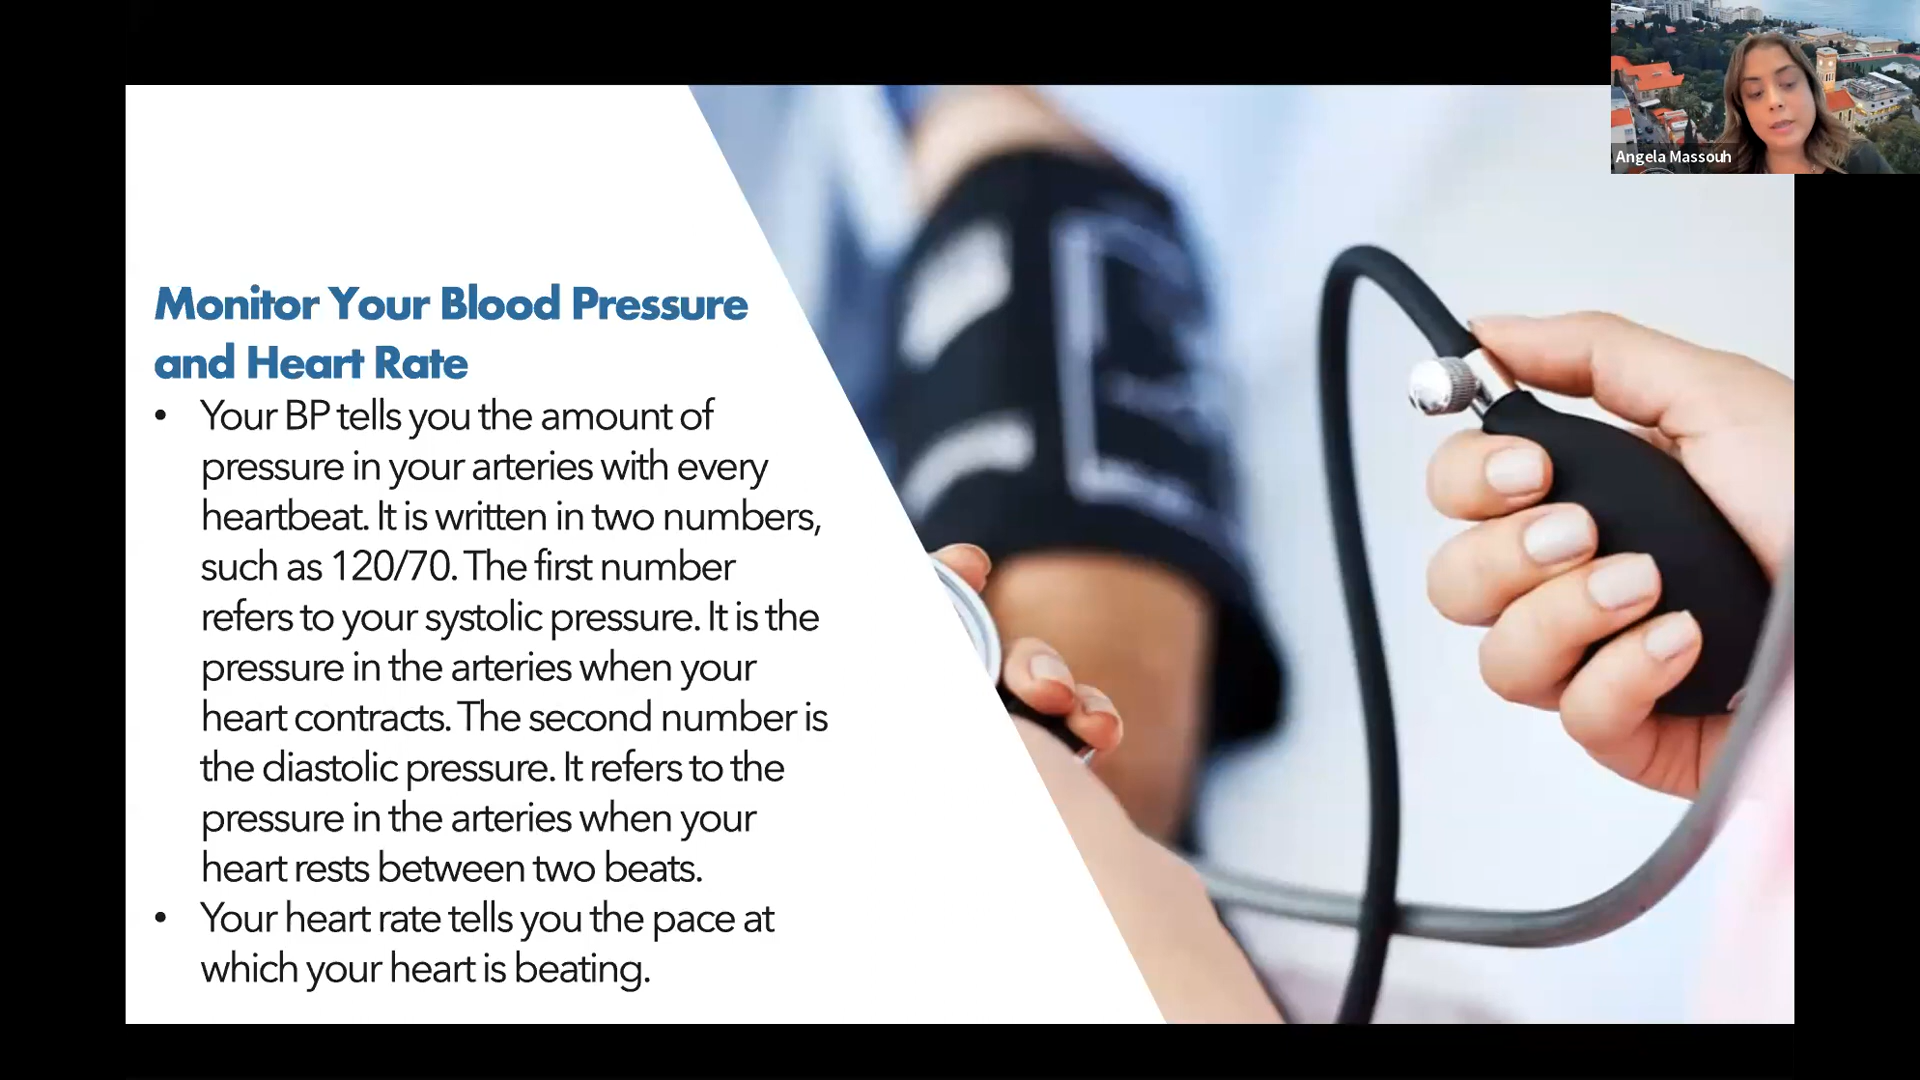 Angela Massouh
Monitor Your Blood Pressure
and Heart Rate
• Your BP tells you the amount of
pressure in your arteries with every
heartbeat. It is written in two numbers,
such as 120/70. The first number
refers to your systolic pressure. It is the
pressure in the arteries when your
heart contracts. The second number is
the diastolic pressure. It refers to the
pressure in the arteries when your
heart rests between two beats.
• Your heart rate tells you the pace at
which your heart is beating.